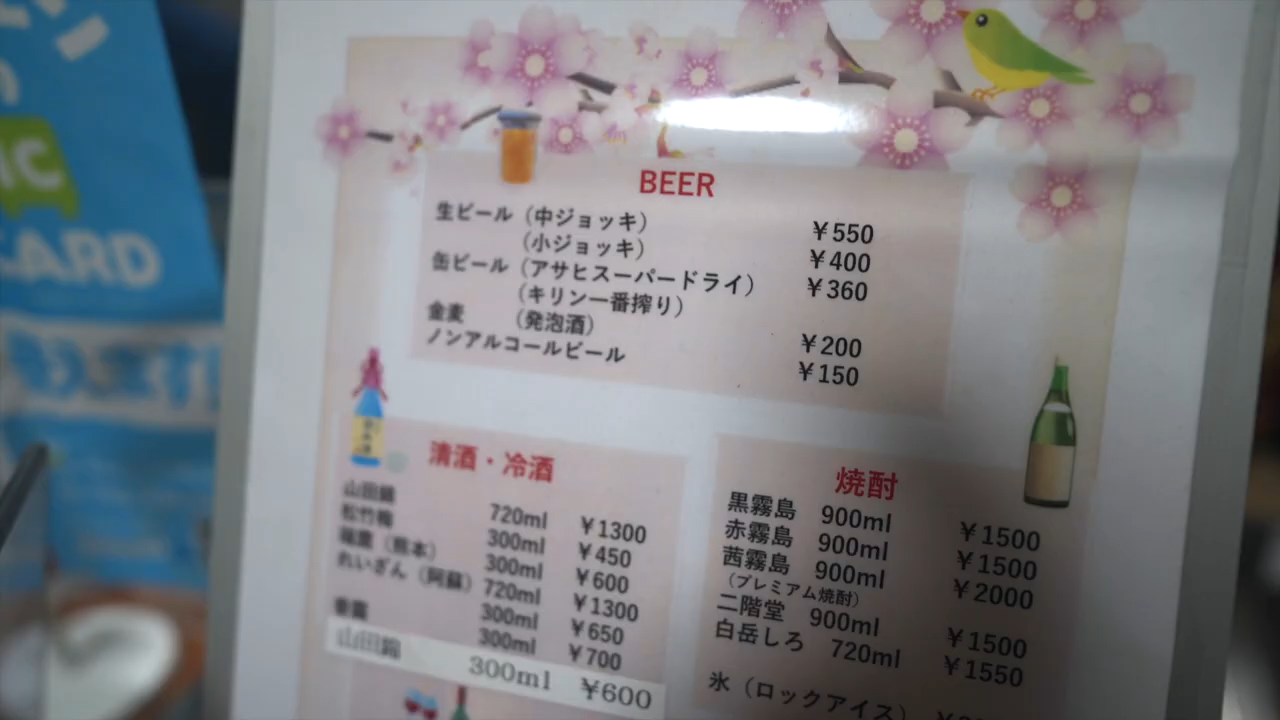 IC
CARD
BEER
生ビール（中ジョッキ） ￥550
（小ジョッキ） ￥400
缶ビール（アサヒスーパードライ） ￥360
（キリン一番搾り）
金麦 （発泡酒） ￥200
ノンアルコールビール ￥150
清酒・冷酒
山田錦 720ml ￥1300
松竹梅 300ml ￥450
（熊本） 300ml ￥600
れいざん（阿蘇） 720ml ￥1300
300ml ￥650
300ml ￥700
山田錦 300ml ￥600
焼酎
黒霧島 900ml ￥1500
赤霧島 900ml ￥1500
茜霧島 900ml ￥2000
（プレミアム焼酎）
二階堂 900ml ￥1500
白岳しろ 720ml ￥1550
氷（ロックアイス）